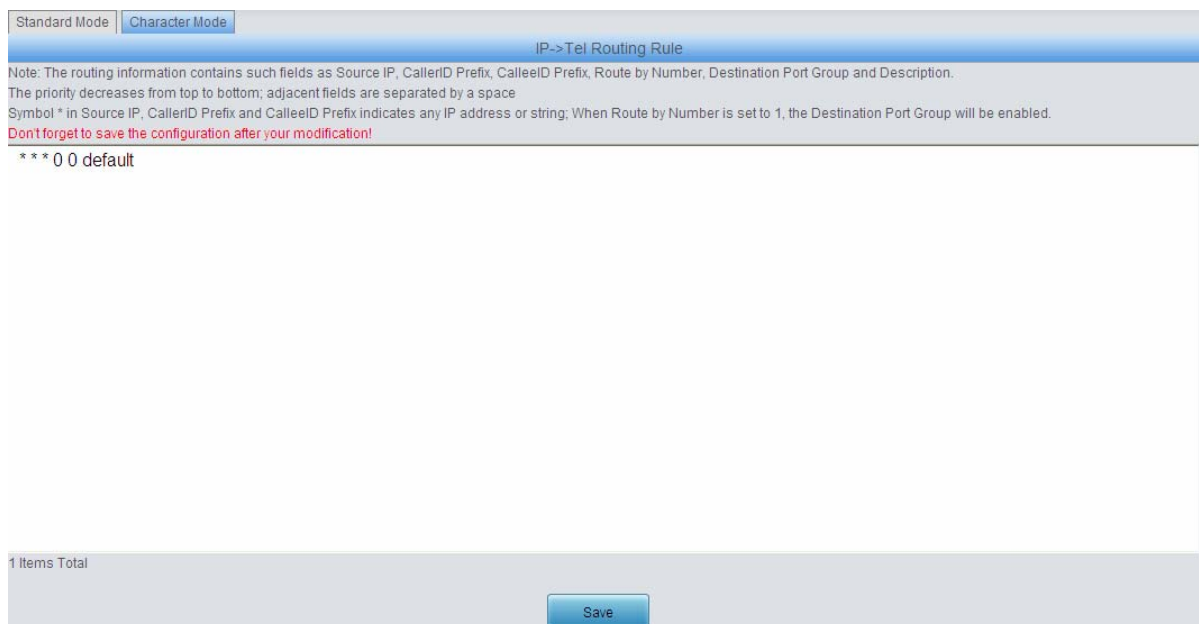 Standard Mode Character Mode
IP->Tel Routing Rule
Note: The routing information contains such fields as Source IP, CallerID Prefix, CalleeID Prefix, Route by Number, Destination Port Group and Description.
The priority decreases from top to bottom; adjacent fields are separated by a space
Symbol * in Source IP, CallerID Prefix and CalleeID Prefix indicates any IP address or string; When Route by Number is set to 1, the Destination Port Group will be enabled.
Don't forget to save the configuration after your modification!
* * * 0 0 default
1 Items Total
Save